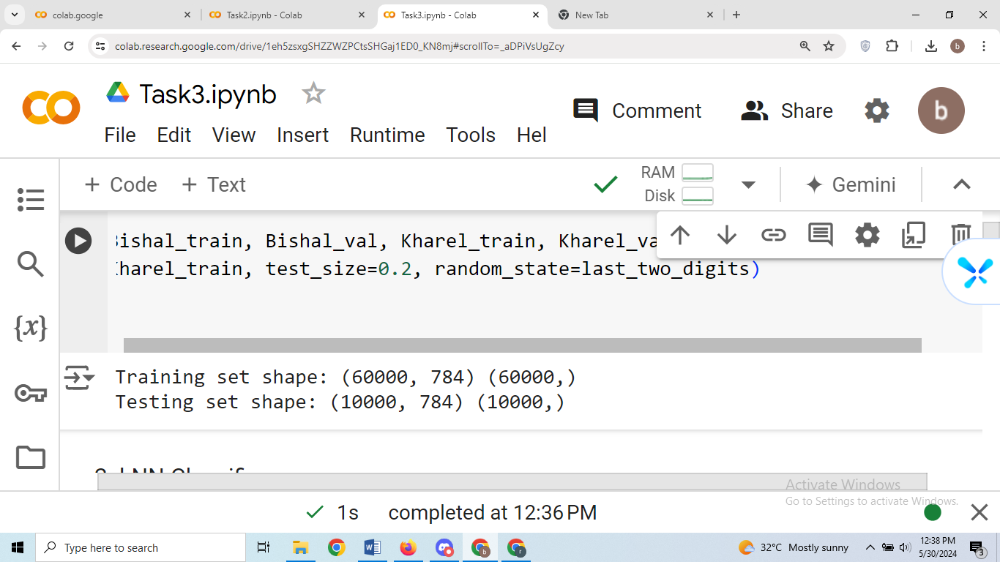 colab.google
Task2.ipynb - Colab
Task3.ipynb - Colab
New Tab
colab.research.google.com/drive/1eh5zsxgSHZZWZPCtsSHGaj1ED0_KN8mj#scrollTo=_aDPiVsUgZcy
b
Task3.ipynb
Comment
Share
b
File Edit View Insert Runtime Tools Hel
+ Code + Text
RAM
Disk
Gemini
Bishal_train, Bishal_val, Kharel_train, Kharel_va
Kharel_train, test_size=0.2, random_state=last_two_digits)
{x}
Training set shape: (60000, 784) (60000,)
Testing set shape: (10000, 784) (10000,)
Activate Windows
Go to Settings to activate Windows.
1s completed at 12:36 PM
Type here to search
32°C Mostly sunny
12:38 PM
5/30/2024
3